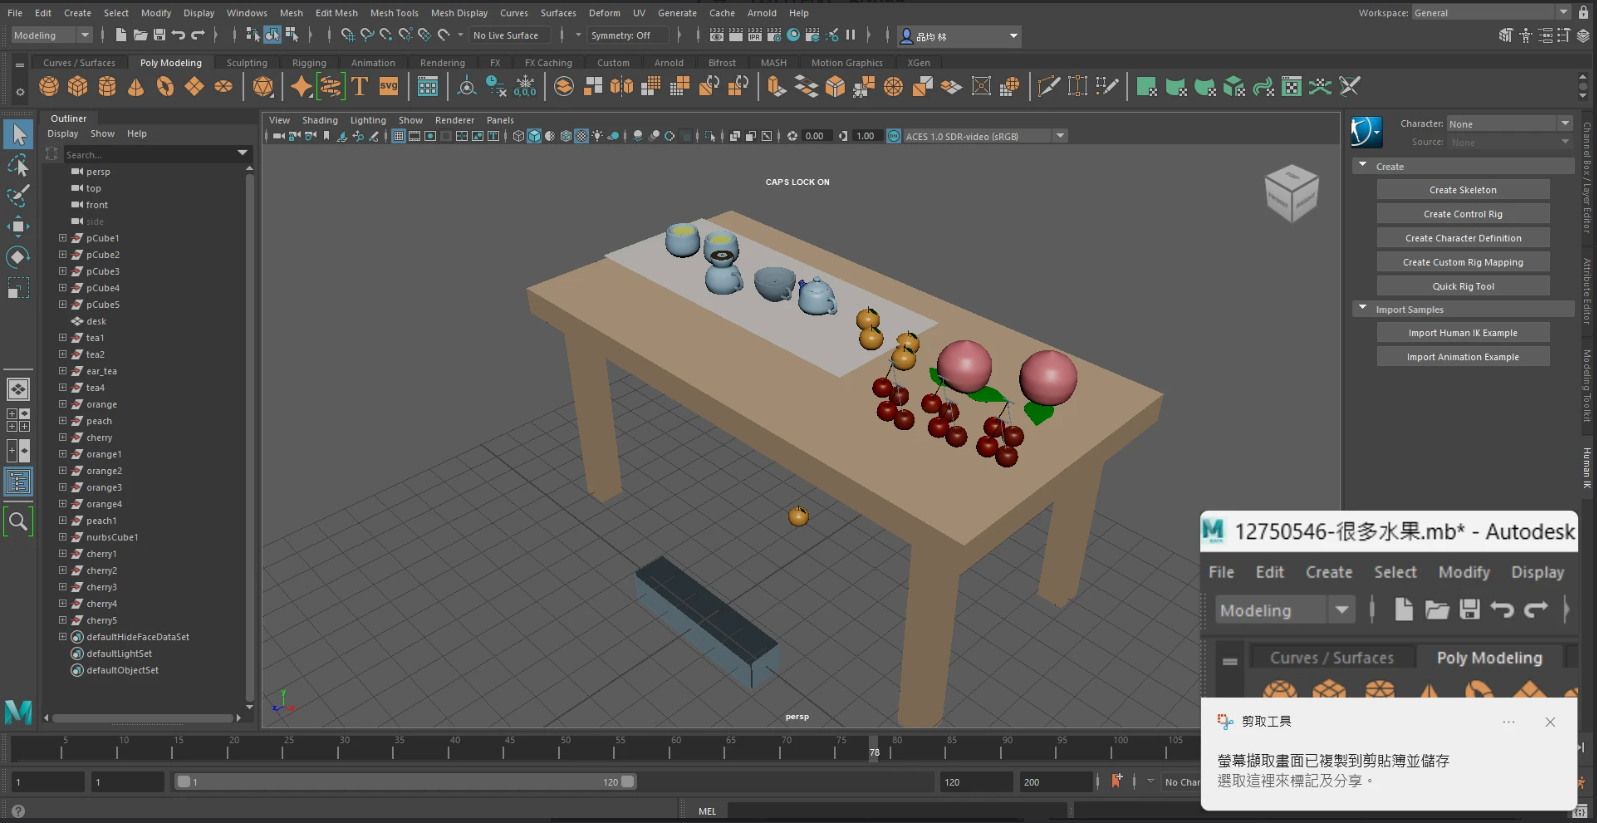 File Edit Create Select Modify Display Windows Mesh Edit Mesh Mesh Tools Mesh Display Curves Surfaces Deform UV Generate Cache Arnold Help
Workspace: General
Modeling
No Live Surface
Symmetry: Off
品均 林
Curves / Surfaces Poly Modeling Sculpting Rigging Animation Rendering FX FX Caching Custom Arnold Bifrost MASH Motion Graphics XGen
Outliner
Display Show Help
Search...
persp
top
front
side
pCube1
pCube2
pCube3
pCube4
pCube5
desk
tea1
tea2
ear_tea
tea4
orange
peach
cherry
orange1
orange2
orange3
orange4
peach1
nurbsCube1
cherry1
cherry2
cherry3
cherry4
cherry5
defaultHideFaceDataSet
defaultLightSet
defaultObjectSet
View Shading Lighting Show Renderer Panels
0.00 1.00 ACES 1.0 SDR-video (sRGB)
CAPS LOCK ON
persp
Character: None
Source: None
Create
Create Skeleton
Create Control Rig
Create Character Definition
Create Custom Rig Mapping
Quick Rig Tool
Import Samples
Import Human IK Example
Import Animation Example
Channel Box / Layer Editor
Attribute Editor
Modeling Toolkit
Human IK
12750546-很多水果.mb* - Autodesk
File Edit Create Select Modify Display
Modeling
Curves / Surfaces Poly Modeling
剪取工具
螢幕擷取畫面已複製到剪貼簿並儲存
選取這裡來標記及分享。
5 10 15 20 25 30 35 40 45 50 55 60 65 70 75 78 80 85 90 95 100 105
1 1 1 120 120 200 No Char
MEL